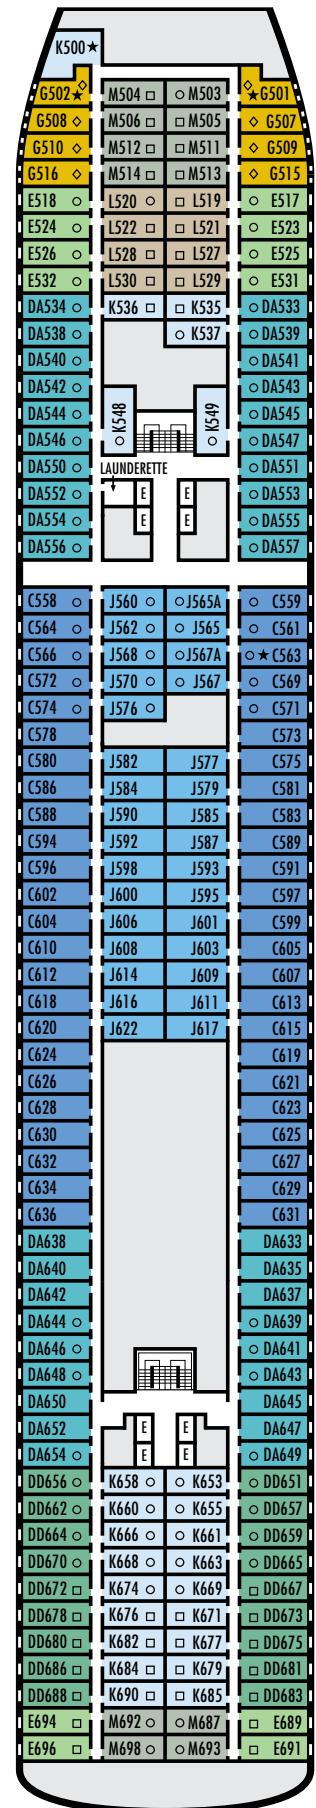 K500★
G502★◇ M504□ ○M503 ◇★G501
G508◇ M506□ □M505 ◇G507
G510◇ M512□ □M511 ◇G509
G516◇ M514□ □M513 ◇G515
E518○ L520○ □L519 ○E517
E524○ L522□ □L521 ○E523
E526○ L528□ □L527 ○E525
E532○ L530□ □L529 ○E531
DA534○ K536□ □K535 ○DA533
DA538○ ○K537 ○DA539
DA540○ ○DA541
DA542○ ○DA543
DA544○ ○K548 ○K549 ○DA545
DA546○ ○DA547
DA550○ LAUNDERETTE ○DA551
DA552○ E E ○DA553
DA554○ E E ○DA555
DA556○ ○DA557
C558○ J560○ ○J565A ○C559
C564○ J562○ ○J565 ○C561
C566○ J568○ ○J567A ○★C563
C572○ J570○ ○J567 ○C569
C574○ J576○ ○C571
C578 C573
C580 J582 J577 C575
C586 J584 J579 C581
C588 J590 J585 C583
C594 J592 J587 C589
C596 J598 J593 C591
C602 J600 J595 C597
C604 J606 J601 C599
C610 J608 J603 C605
C612 J614 J609 C607
C618 J616 J611 C613
C620 J622 J617 C615
C624 C619
C626 C621
C628 C623
C630 C625
C632 C627
C634 C629
C636 C631
DA638 DA633
DA640 DA635
DA642 DA637
DA644○ ○DA639
DA646○ ○DA641
DA648○ ○DA643
DA650 DA645
DA652 E E DA647
DA654○ E E ○DA649
DD656○ K658○ ○K653 ○DD651
DD662○ K660○ ○K655 ○DD657
DD664○ K666○ ○K661 ○DD659
DD670○ K668○ ○K663 ○DD665
DD672□ K674○ ○K669 □DD667
DD678□ K676□ □K671 □DD673
DD680□ K682□ □K677 □DD675
DD686□ K684□ □K679 □DD681
DD688□ K690□ □K685 □DD683
E694□ M692○ ○M687 □E689
E696□ M698○ ○M693 □E691